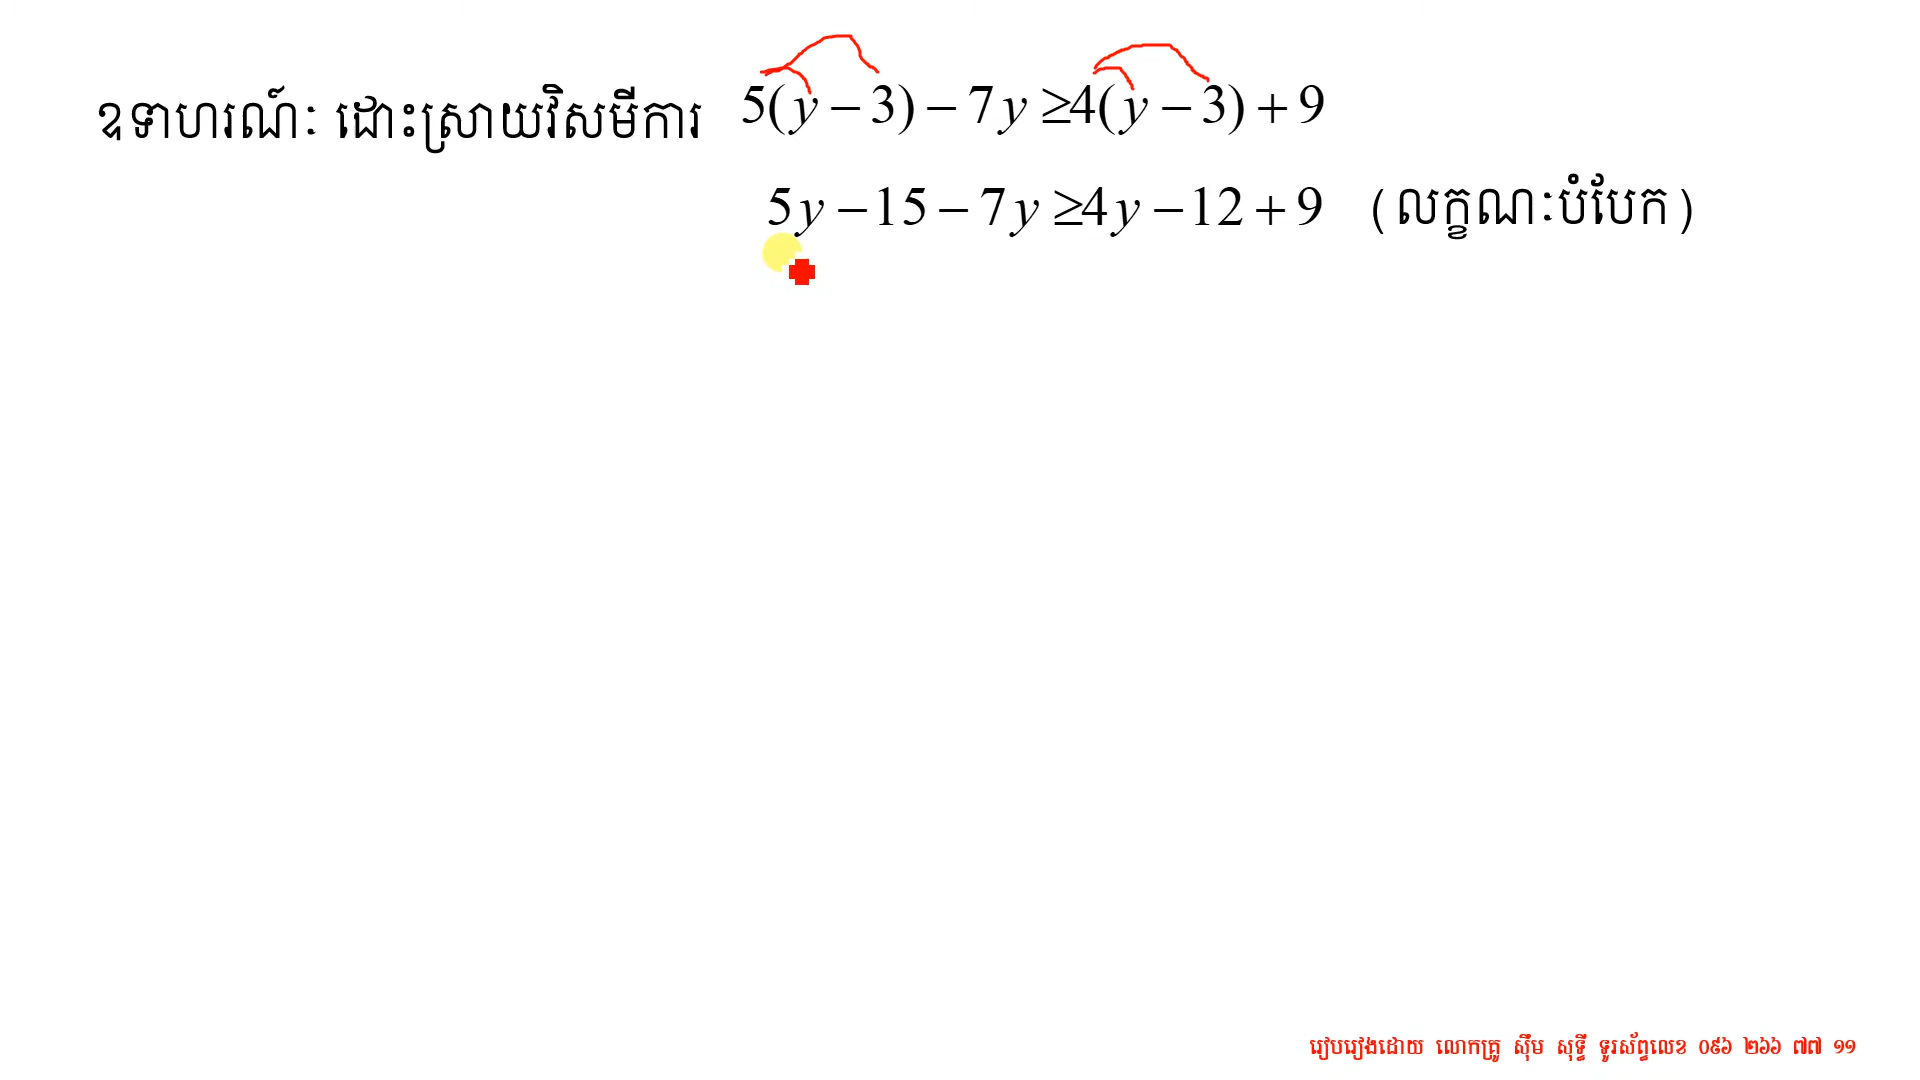 ឧទាហរណ៍ៈ ដោះស្រាយវិសមីការ 5(y − 3) − 7y ≥ 4(y − 3) + 9
5y − 15 − 7y ≥ 4y − 12 + 9 (លក្ខណៈបំបែក)
រៀបរៀងដោយ លោកគ្រូ ស៊ឹម សុទ្ធី ទូរស័ព្ទលេខ ០៩៦ ២៦៦ ៧៧ ១១